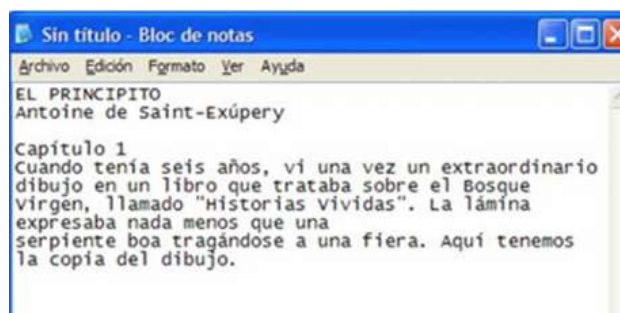 Sin título - Bloc de notas
Archivo Edición Formato Ver Ayuda
EL PRINCIPITO
Antoine de Saint-Exúpery
Capítulo 1
Cuando tenía seis años, vi una vez un extraordinario
dibujo en un libro que trataba sobre el Bosque
Virgen, llamado "Historias Vividas". La lámina
expresaba nada menos que una
serpiente boa tragándose a una fiera. Aquí tenemos
la copia del dibujo.